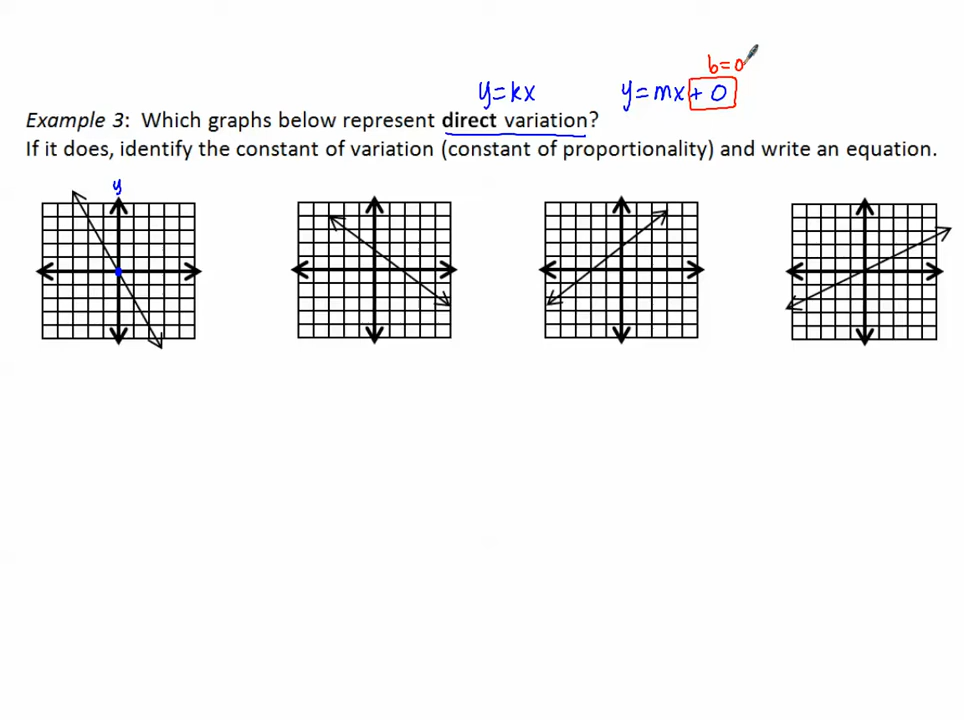 b=0
y=kx y=mx+0
Example 3: Which graphs below represent direct variation?
If it does, identify the constant of variation (constant of proportionality) and write an equation.
y